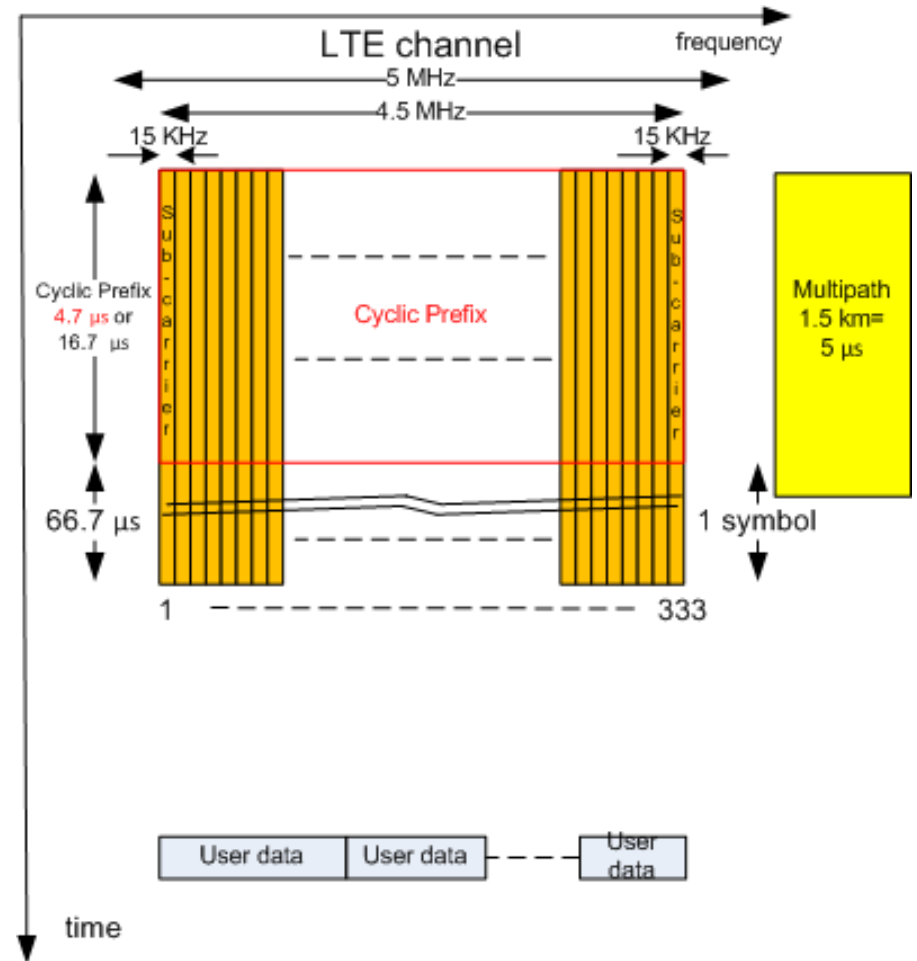 LTE channel
frequency
5 MHz
4.5 MHz
15 KHz
15 KHz
Sub-carrier
Sub-carrier
Cyclic Prefix
4.7 µs or
16.7 µs
Cyclic Prefix
Multipath
1.5 km=
5 µs
66.7 µs
1 symbol
1
333
User data
User data
User
data
time